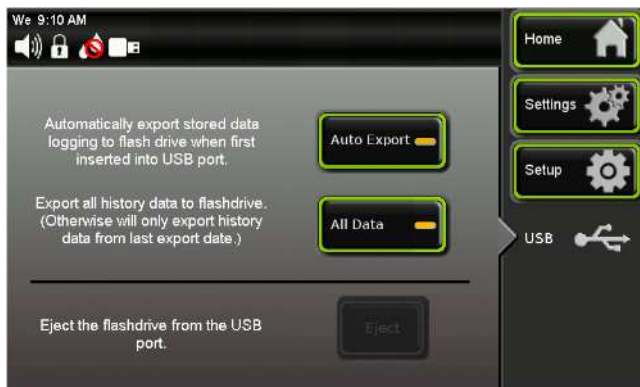 We 9:10 AM
Home
Settings
Setup
USB
Automatically export stored data
logging to flash drive when first
inserted into USB port.
Auto Export
Export all history data to flashdrive.
(Otherwise will only export history
data from last export date.)
All Data
Eject the flashdrive from the USB
port.
Eject